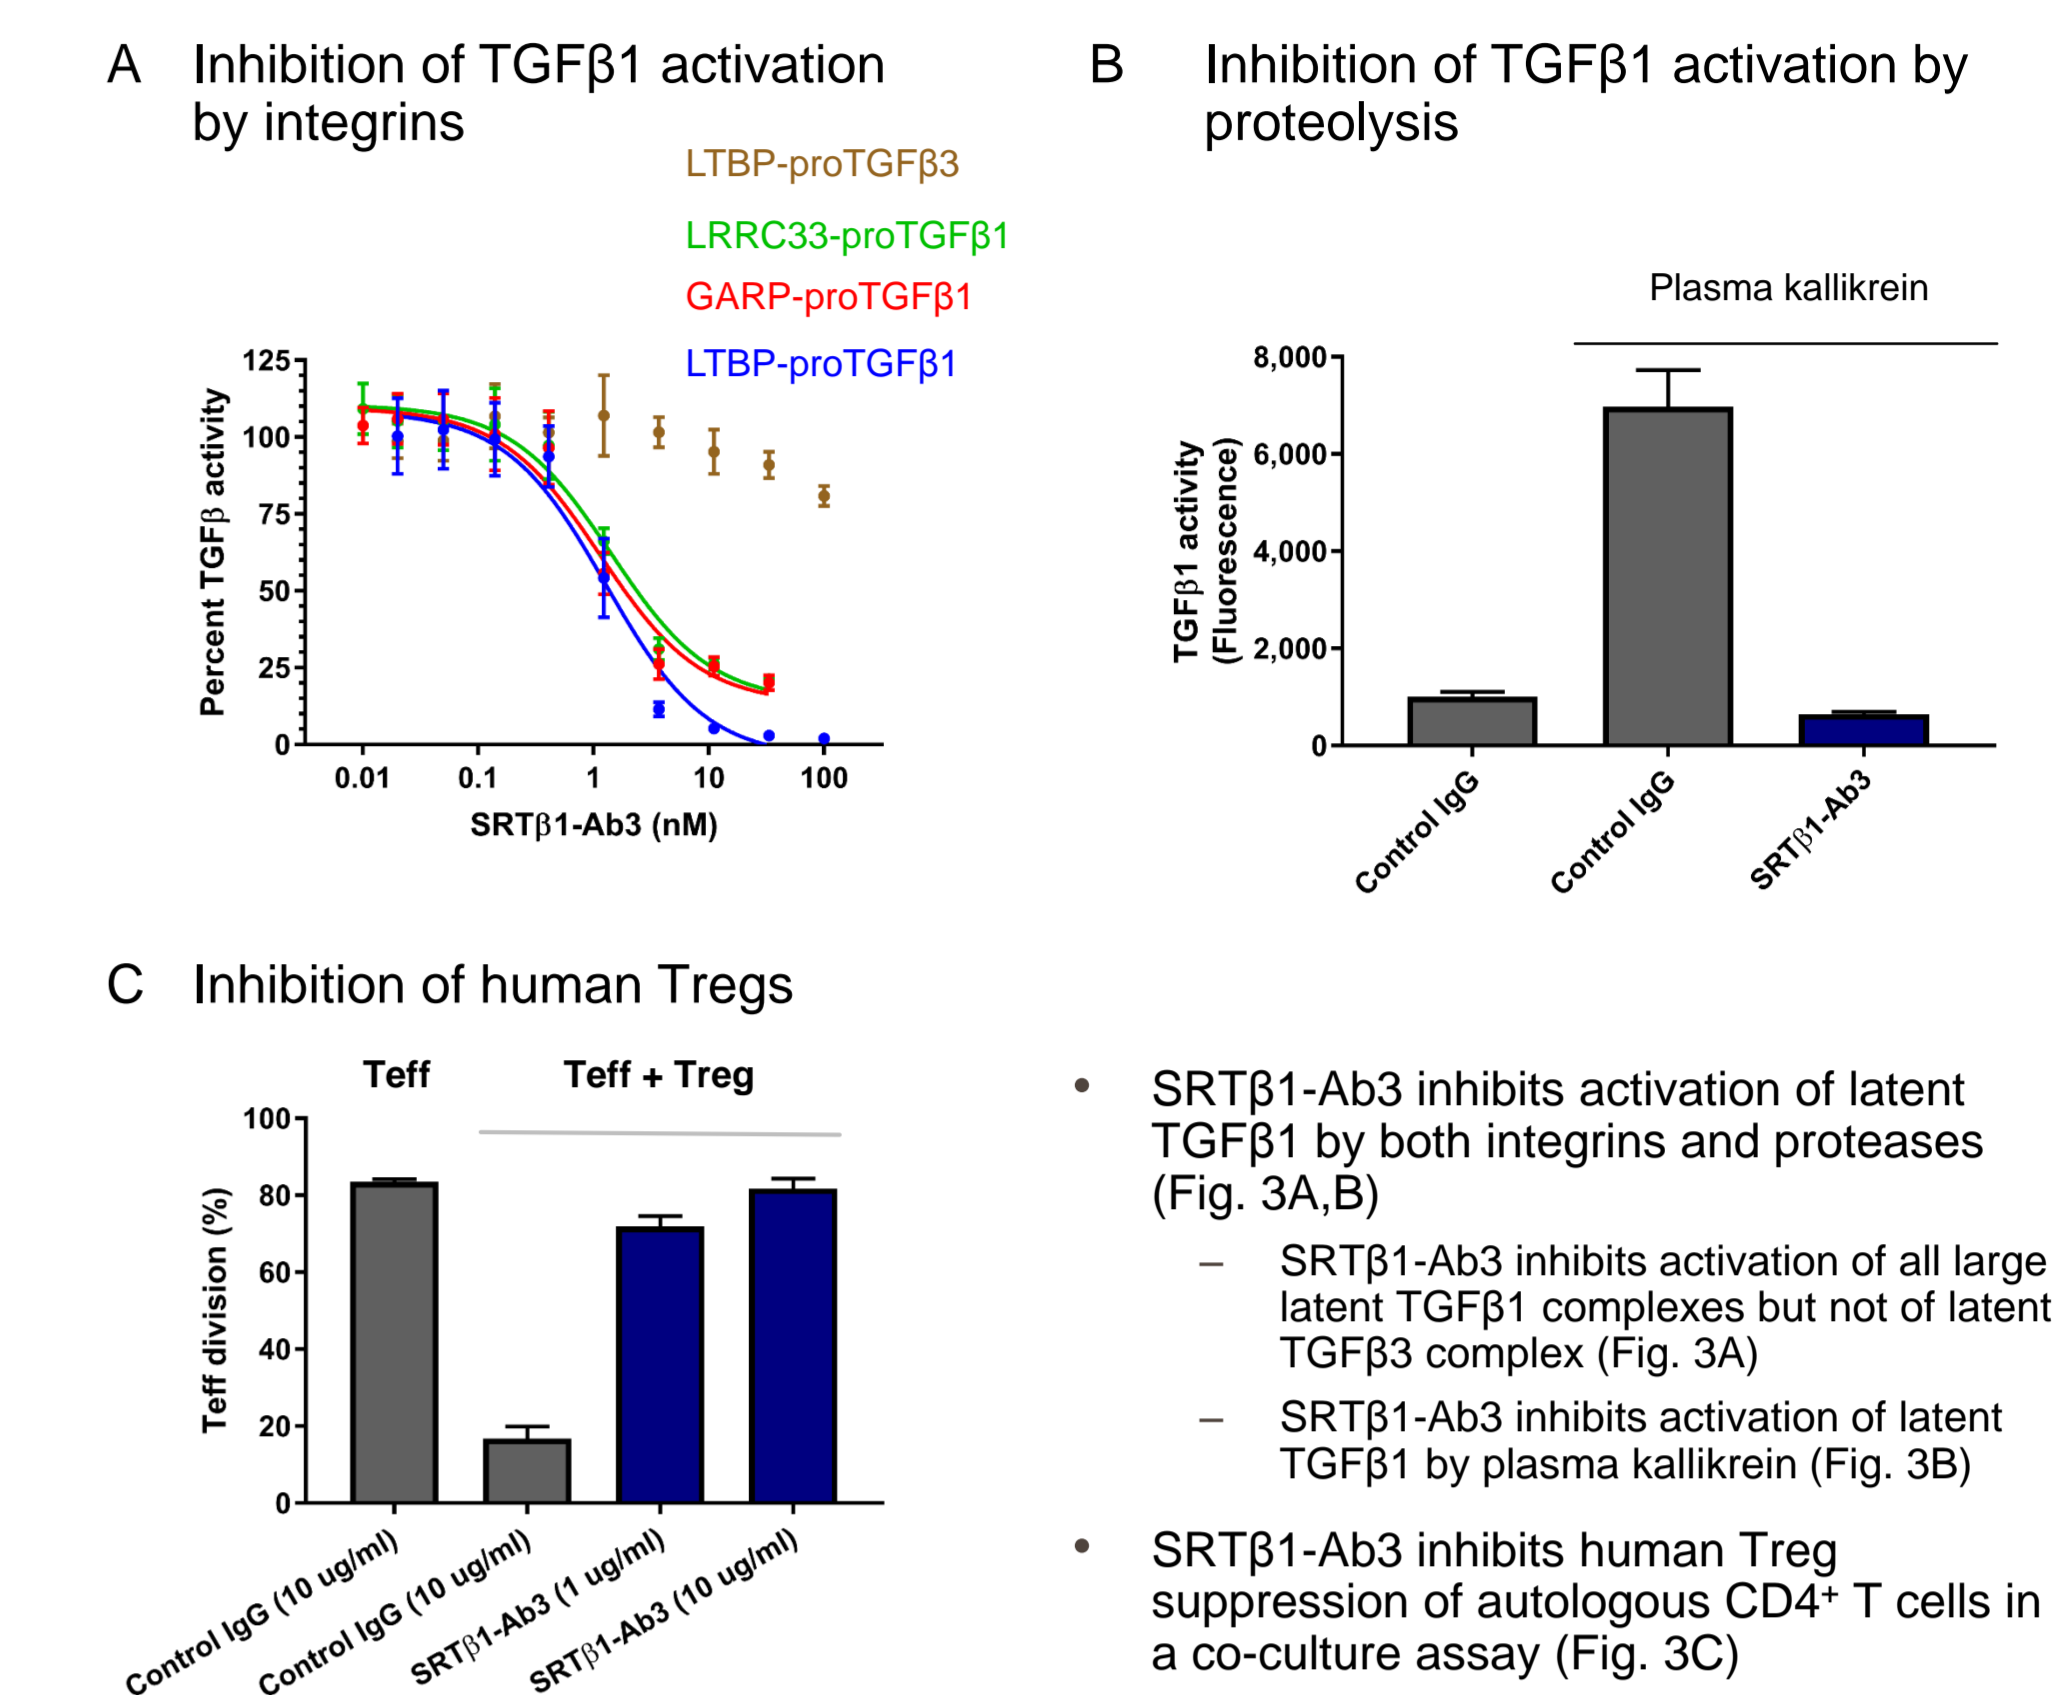 A Inhibition of TGFβ1 activation
by integrins
LTBP-proTGFβ3
LRRC33-proTGFβ1
GARP-proTGFβ1
LTBP-proTGFβ1
125
100
75
50
25
0
Percent TGFβ activity
0.01 0.1 1 10 100
SRTβ1-Ab3 (nM)
B Inhibition of TGFβ1 activation by
proteolysis
Plasma kallikrein
8,000
6,000
4,000
2,000
0
TGFβ1 activity
(Fluorescence)
Control IgG
Control IgG
SRTβ1-Ab3
C Inhibition of human Tregs
Teff Teff + Treg
100
80
60
40
20
0
Teff division (%)
Control IgG (10 ug/ml)
Control IgG (10 ug/ml)
SRTβ1-Ab3 (1 ug/ml)
SRTβ1-Ab3 (10 ug/ml)
• SRTβ1-Ab3 inhibits activation of latent
TGFβ1 by both integrins and proteases
(Fig. 3A,B)
– SRTβ1-Ab3 inhibits activation of all large
latent TGFβ1 complexes but not of latent
TGFβ3 complex (Fig. 3A)
– SRTβ1-Ab3 inhibits activation of latent
TGFβ1 by plasma kallikrein (Fig. 3B)
• SRTβ1-Ab3 inhibits human Treg
suppression of autologous CD4⁺ T cells in
a co-culture assay (Fig. 3C)